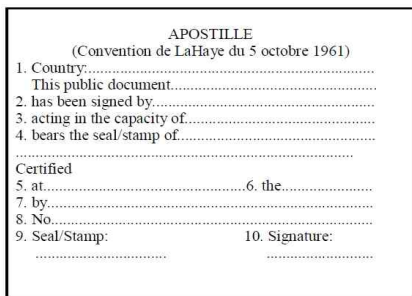 APOSTILLE
(Convention de LaHaye du 5 octobre 1961)
1. Country:..............................................................
This public document.............................................
2. has been signed by................................................
3. acting in the capacity of.........................................
4. bears the seal/stamp of...........................................
..........................................................................
Certified
5. at............................................6. the....................
7. by.......................................................................
8. No......................................................................
9. Seal/Stamp: 10. Signature:
............................. .......................